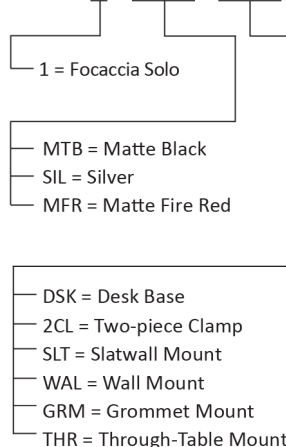 1 = Focaccia Solo
MTB = Matte Black
SIL = Silver
MFR = Matte Fire Red
DSK = Desk Base
2CL = Two-piece Clamp
SLT = Slatwall Mount
WAL = Wall Mount
GRM = Grommet Mount
THR = Through-Table Mount